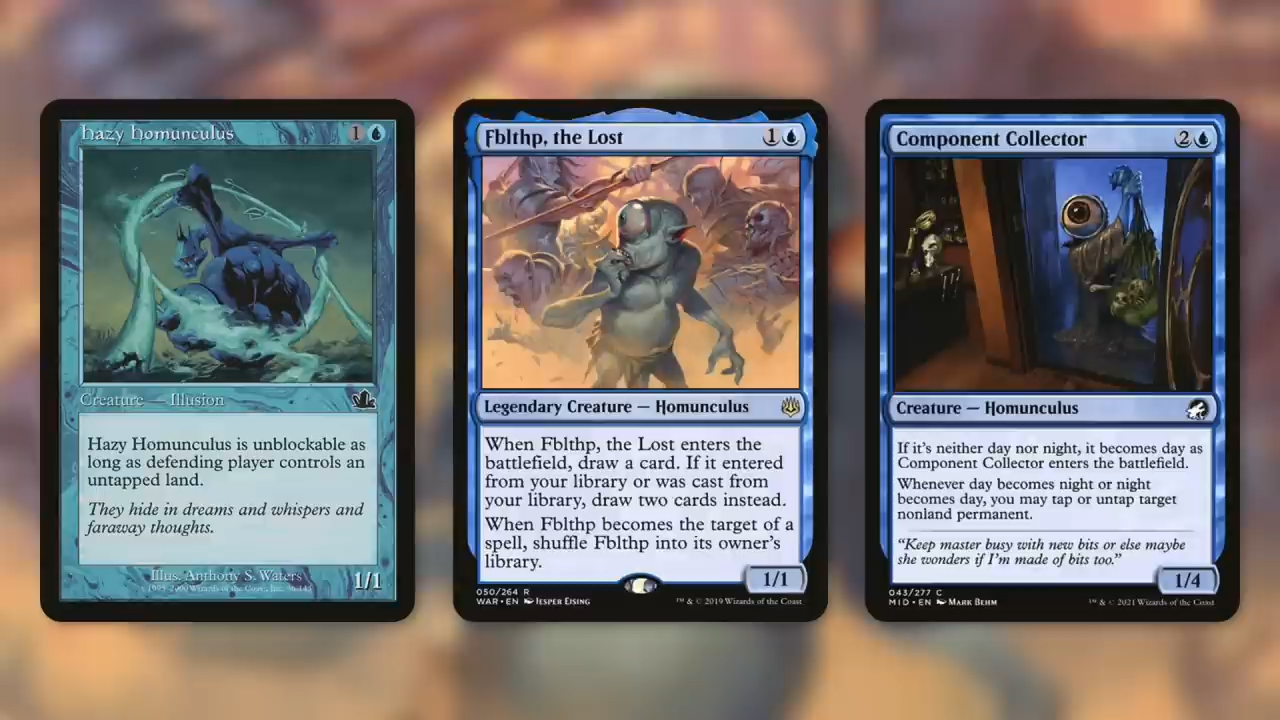 Hazy Homunculus 1
Creature — Illusion
Hazy Homunculus is unblockable as
long as defending player controls an
untapped land.
They hide in dreams and whispers and
faraway thoughts.
Illus. Anthony S. Waters
1/1
Fblthp, the Lost 1
Legendary Creature — Homunculus
When Fblthp, the Lost enters the
battlefield, draw a card. If it entered
from your library or was cast from
your library, draw two cards instead.
When Fblthp becomes the target of a
spell, shuffle Fblthp into its owner's
library.
1/1
050/264 R
WAR • EN Jesper Ejsing ™ & © 2019 Wizards of the Coast
Component Collector 2
Creature — Homunculus
If it's neither day nor night, it becomes day as
Component Collector enters the battlefield.
Whenever day becomes night or night
becomes day, you may tap or untap target
nonland permanent.
"Keep master busy with new bits or else maybe
she wonders if I'm made of bits too."
1/4
043/277 C
MID • EN Mark Behm ™ & © 2021 Wizards of the Coast